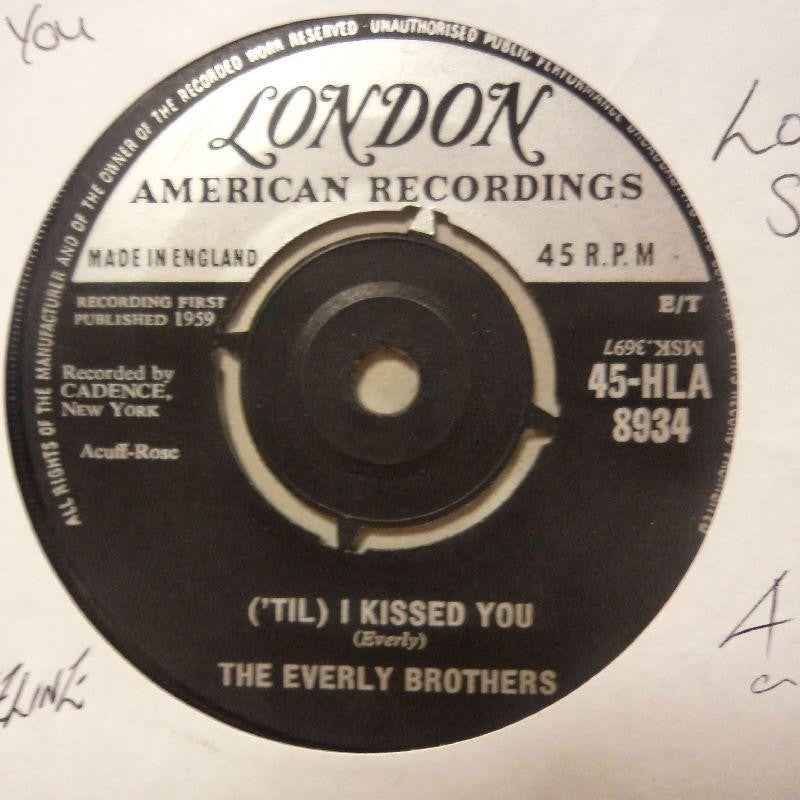 You
ALL RIGHTS OF THE MANUFACTURER AND OF THE OWNER OF THE RECORDED WORK RESERVED · UNAUTHORISED PUBLIC PERFORMANCE BROADCASTING AND
LONDON
AMERICAN RECORDINGS
MADE IN ENGLAND
45 R.P.M
RECORDING FIRST
PUBLISHED 1959
E/T
MSK.3697
Recorded by
CADENCE,
NEW YORK
45-HLA
8934
Acuff-Rose
('TIL) I KISSED YOU
(Everly)
THE EVERLY BROTHERS